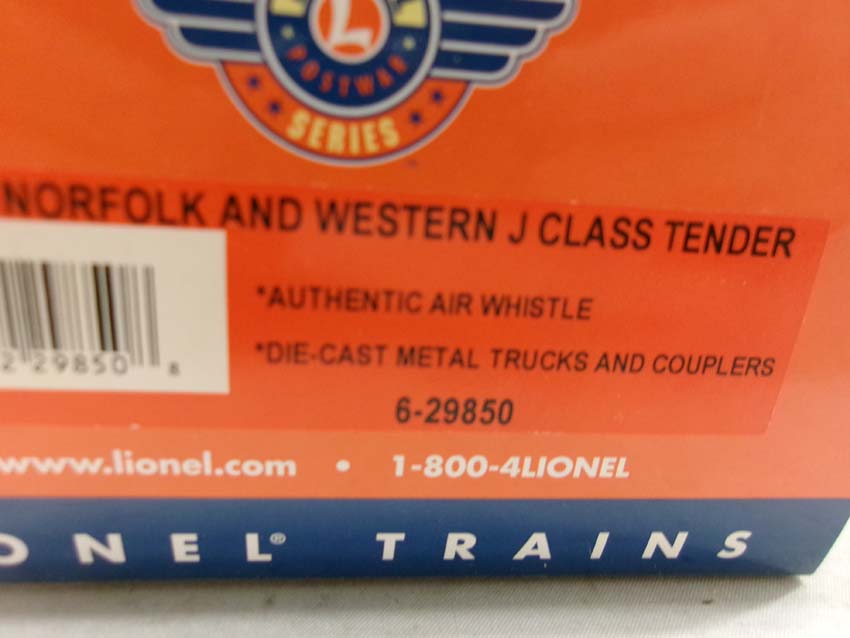 L
POSTWAR
SERIES
NORFOLK AND WESTERN J CLASS TENDER
*AUTHENTIC AIR WHISTLE
*DIE-CAST METAL TRUCKS AND COUPLERS
2 29850 8
6-29850
www.lionel.com • 1-800-4LIONEL
ONEL® TRAINS